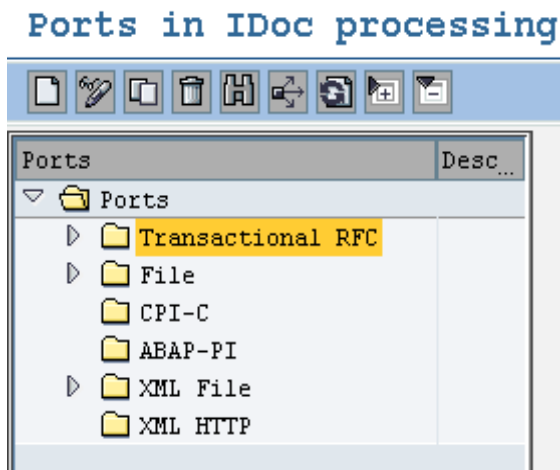 Ports in IDoc processing
Ports Desc...
Ports
Transactional RFC
File
CPI-C
ABAP-PI
XML File
XML HTTP